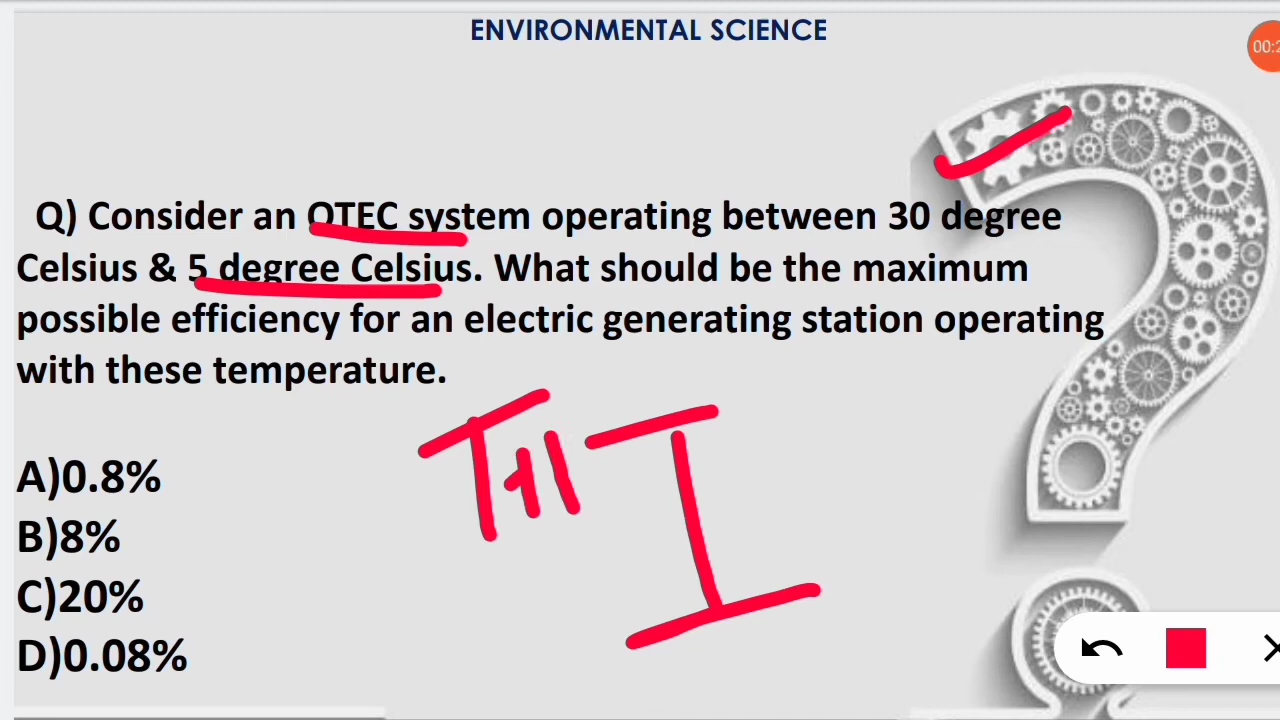 ENVIRONMENTAL SCIENCE
Q) Consider an OTEC system operating between 30 degree
Celsius & 5 degree Celsius. What should be the maximum
possible efficiency for an electric generating station operating
with these temperature.
A)0.8%
B)8%
C)20%
D)0.08%